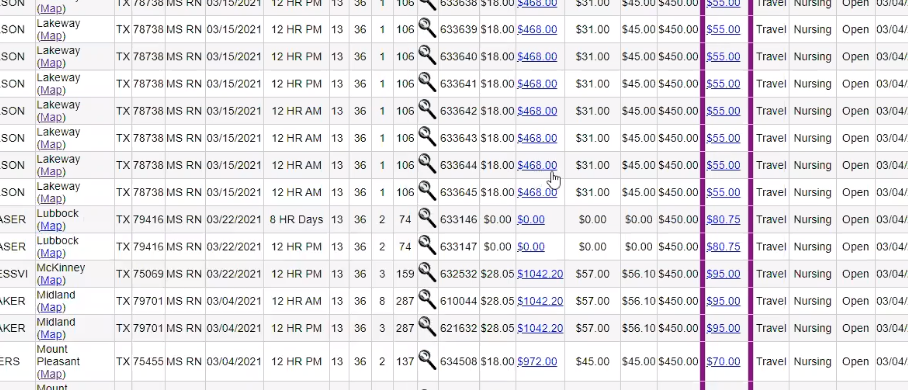 SON (Map) TX 78738 MS RN 03/15/2021 12 HR PM 13 36 1 106 633638 $18.00 $468.00 $31.00 $45.00 $450.00 $55.00 Travel Nursing Open 03/04/
SON Lakeway (Map) TX 78738 MS RN 03/15/2021 12 HR PM 13 36 1 106 633639 $18.00 $468.00 $31.00 $45.00 $450.00 $55.00 Travel Nursing Open 03/04/
SON Lakeway (Map) TX 78738 MS RN 03/15/2021 12 HR PM 13 36 1 106 633640 $18.00 $468.00 $31.00 $45.00 $450.00 $55.00 Travel Nursing Open 03/04/
SON Lakeway (Map) TX 78738 MS RN 03/15/2021 12 HR PM 13 36 1 106 633641 $18.00 $468.00 $31.00 $45.00 $450.00 $55.00 Travel Nursing Open 03/04/
SON Lakeway (Map) TX 78738 MS RN 03/15/2021 12 HR AM 13 36 1 106 633642 $18.00 $468.00 $31.00 $45.00 $450.00 $55.00 Travel Nursing Open 03/04/
SON Lakeway (Map) TX 78738 MS RN 03/15/2021 12 HR AM 13 36 1 106 633643 $18.00 $468.00 $31.00 $45.00 $450.00 $55.00 Travel Nursing Open 03/04/
SON Lakeway (Map) TX 78738 MS RN 03/15/2021 12 HR AM 13 36 1 106 633644 $18.00 $468.00 $31.00 $45.00 $450.00 $55.00 Travel Nursing Open 03/04/
SON Lakeway (Map) TX 78738 MS RN 03/15/2021 12 HR AM 13 36 1 106 633645 $18.00 $468.00 $31.00 $45.00 $450.00 $55.00 Travel Nursing Open 03/04/
ASER Lubbock (Map) TX 79416 MS RN 03/22/2021 8 HR Days 13 36 2 74 633146 $0.00 $0.00 $0.00 $0.00 $450.00 $80.75 Travel Nursing Open 03/04/
ASER Lubbock (Map) TX 79416 MS RN 03/22/2021 12 HR PM 13 36 2 74 633147 $0.00 $0.00 $0.00 $0.00 $450.00 $80.75 Travel Nursing Open 03/04/
ESSVI McKinney (Map) TX 75069 MS RN 03/22/2021 12 HR PM 13 36 3 159 632532 $28.05 $1042.20 $57.00 $56.10 $450.00 $95.00 Travel Nursing Open 03/04/
AKER Midland (Map) TX 79701 MS RN 03/04/2021 12 HR AM 13 36 8 287 610044 $28.05 $1042.20 $57.00 $56.10 $450.00 $95.00 Travel Nursing Open 03/04/
AKER Midland (Map) TX 79701 MS RN 03/04/2021 12 HR PM 13 36 3 287 621632 $28.05 $1042.20 $57.00 $56.10 $450.00 $95.00 Travel Nursing Open 03/04/
ERS Mount Pleasant (Map) TX 75455 MS RN 03/04/2021 12 HR PM 13 36 2 137 634508 $18.00 $972.00 $45.00 $45.00 $450.00 $70.00 Travel Nursing Open 03/04/
Mount